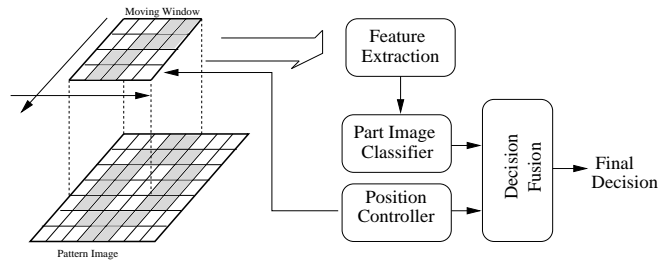 Moving Window
Feature
Extraction
Part Image
Classifier
Position
Controller
Decision
Fusion
Final
Decision
Pattern Image